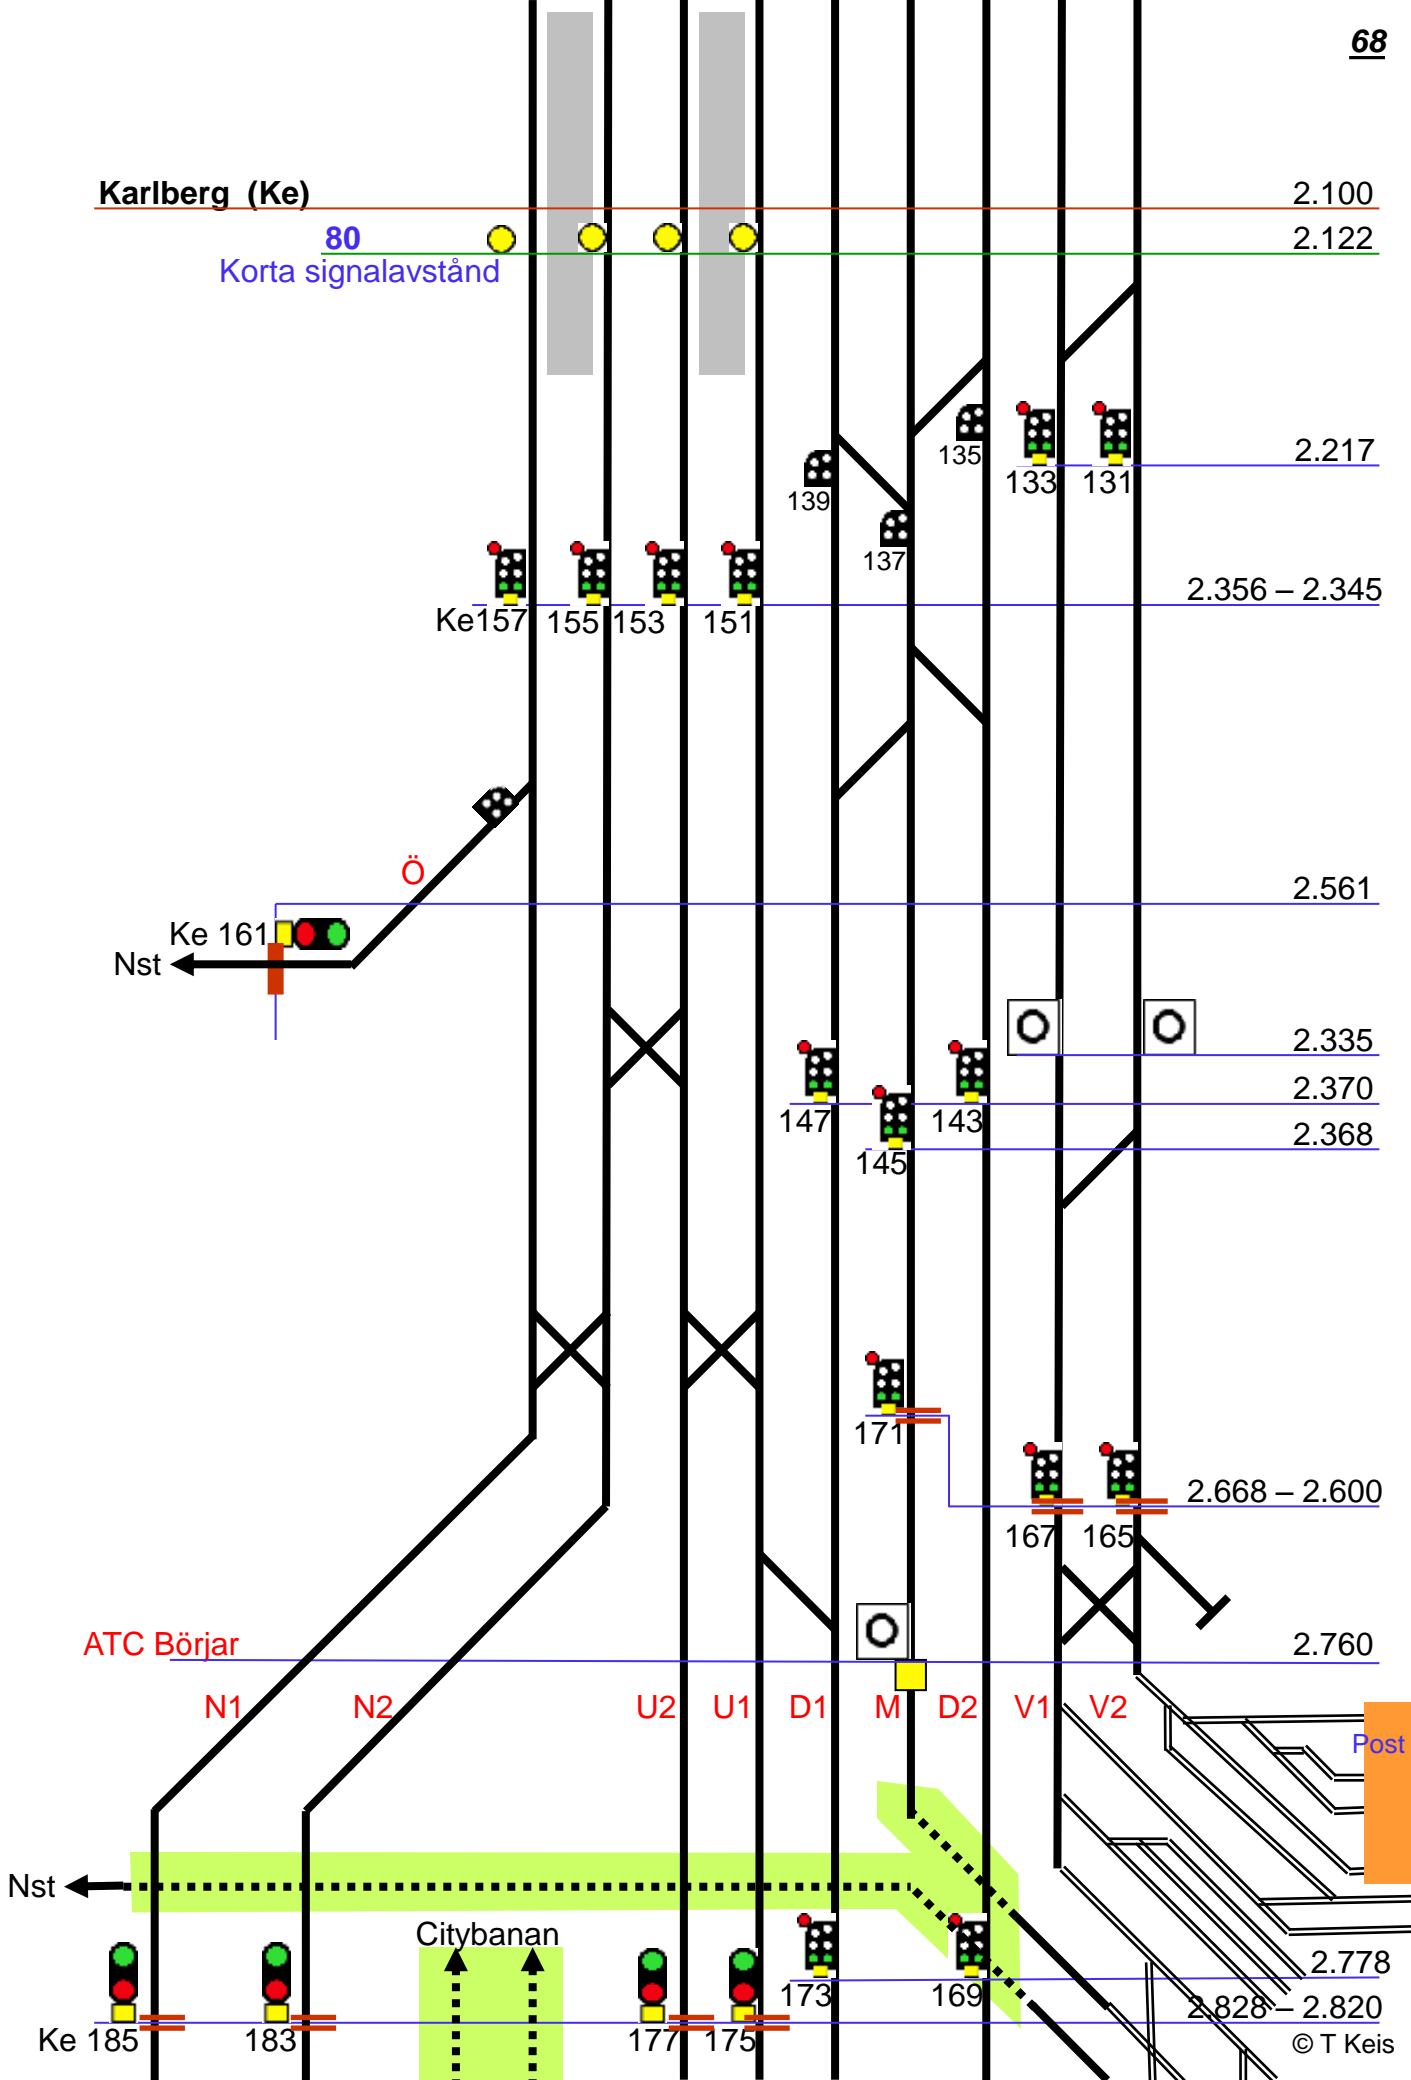 68
Karlberg (Ke) 2.100
80 2.122
Korta signalavstånd
135 2.217
139 133 131
137
2.356 – 2.345
Ke157 155 153 151
Ö 2.561
Ke 161
Nst
2.335
2.370
147 143
2.368
145
171
2.668 – 2.600
167 165
ATC Börjar 2.760
N1 N2 U2 U1 D1 M D2 V1 V2
Post
Nst
Citybanan
2.778
173 169
2.828 – 2.820
Ke 185 183 177 175
© T Keis